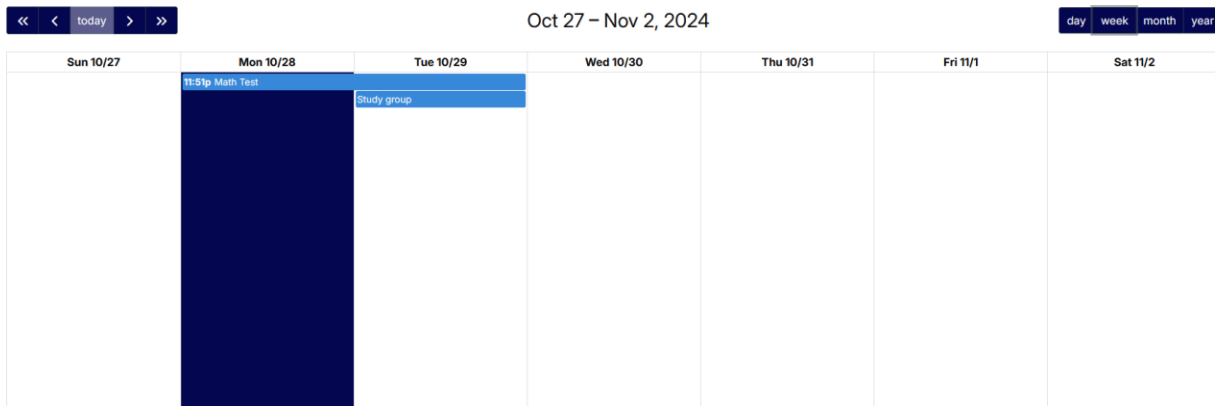 today
Oct 27 – Nov 2, 2024
day week month year
Sun 10/27 Mon 10/28 Tue 10/29 Wed 10/30 Thu 10/31 Fri 11/1 Sat 11/2
11:51p Math Test
Study group